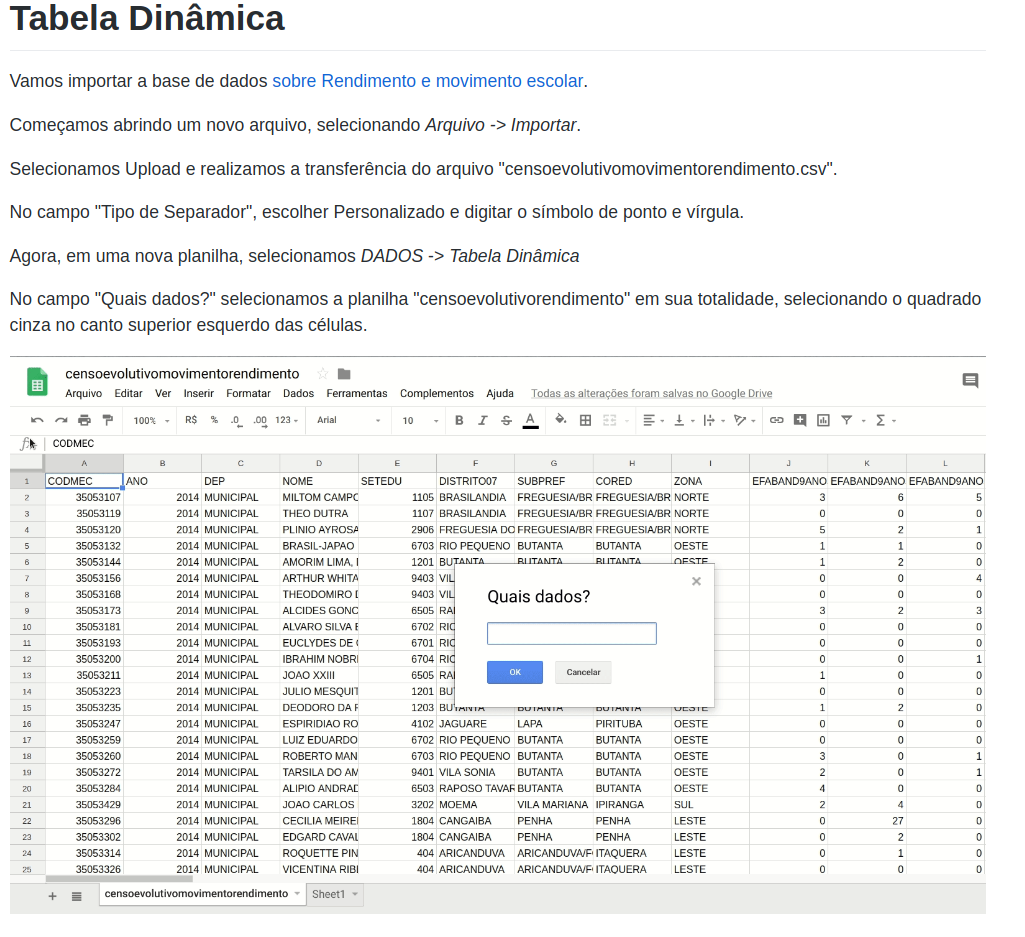 Tabela Dinâmica
Vamos importar a base de dados sobre Rendimento e movimento escolar.
Começamos abrindo um novo arquivo, selecionando Arquivo -> Importar.
Selecionamos Upload e realizamos a transferência do arquivo "censoevolutivomovimentorendimento.csv".
No campo "Tipo de Separador", escolher Personalizado e digitar o símbolo de ponto e vírgula.
Agora, em uma nova planilha, selecionamos DADOS -> Tabela Dinâmica
No campo "Quais dados?" selecionamos a planilha "censoevolutivorendimento" em sua totalidade, selecionando o quadrado
cinza no canto superior esquerdo das células.
censoevolutivomovimentorendimento
Arquivo Editar Ver Inserir Formatar Dados Ferramentas Complementos Ajuda Todas as alterações foram salvas no Google Drive
100% R$ % .0 .00 123 Arial 10 B I S A Σ
fx CODMEC
A B C D E F G H I J K L
1 CODMEC ANO DEP NOME SETEDU DISTRITO07 SUBPREF CORED ZONA EFABAND9ANO EFABAND9ANO EFABAND9ANO
2 35053107 2014 MUNICIPAL MILTOM CAMPO 1105 BRASILANDIA FREGUESIA/BR FREGUESIA/BR NORTE 3 6 5
3 35053119 2014 MUNICIPAL THEO DUTRA 1107 BRASILANDIA FREGUESIA/BR FREGUESIA/BR NORTE 0 0 0
4 35053120 2014 MUNICIPAL PLINIO AYROSA 2906 FREGUESIA DO FREGUESIA/BR FREGUESIA/BR NORTE 5 2 1
5 35053132 2014 MUNICIPAL BRASIL-JAPAO 6703 RIO PEQUENO BUTANTA BUTANTA OESTE 1 1 0
6 35053144 2014 MUNICIPAL AMORIM LIMA, 1201 BUTANTA BUTANTA BUTANTA OESTE 1 2 0
7 35053156 2014 MUNICIPAL ARTHUR WHITA 9403 VIL 0 0 4
8 35053168 2014 MUNICIPAL THEODOMIRO 9403 VIL 0 0 0
9 35053173 2014 MUNICIPAL ALCIDES GONC 6505 RA 3 2 3
10 35053181 2014 MUNICIPAL ALVARO SILVA 6702 RIO 0 0 0
11 35053193 2014 MUNICIPAL EUCLYDES DE 6701 RIO 0 0 0
12 35053200 2014 MUNICIPAL IBRAHIM NOBR 6704 RIO 0 0 1
13 35053211 2014 MUNICIPAL JOAO XXIII 6505 RA 1 0 0
14 35053223 2014 MUNICIPAL JULIO MESQUIT 1201 BU 0 0 0
15 35053235 2014 MUNICIPAL DEODORO DA F 1203 BUTANTA BUTANTA BUTANTA OESTE 1 2 0
16 35053247 2014 MUNICIPAL ESPIRIDIAO RO 4102 JAGUARE LAPA PIRITUBA OESTE 0 0 0
17 35053259 2014 MUNICIPAL LUIZ EDUARDO 6702 RIO PEQUENO BUTANTA BUTANTA OESTE 0 0 0
18 35053260 2014 MUNICIPAL ROBERTO MAN 6703 RIO PEQUENO BUTANTA BUTANTA OESTE 3 0 1
19 35053272 2014 MUNICIPAL TARSILA DO AM 9401 VILA SONIA BUTANTA BUTANTA OESTE 2 0 1
20 35053284 2014 MUNICIPAL ALIPIO ANDRAD 6503 RAPOSO TAVAR BUTANTA BUTANTA OESTE 4 0 0
21 35053429 2014 MUNICIPAL JOAO CARLOS 3202 MOEMA VILA MARIANA IPIRANGA SUL 2 4 0
22 35053296 2014 MUNICIPAL CECILIA MEIRE 1804 CANGAIBA PENHA PENHA LESTE 0 27 0
23 35053302 2014 MUNICIPAL EDGARD CAVAL 1804 CANGAIBA PENHA PENHA LESTE 0 2 0
24 35053314 2014 MUNICIPAL ROQUETTE PIN 404 ARICANDUVA ARICANDUVA/F ITAQUERA LESTE 0 1 0
25 35053326 2014 MUNICIPAL VICENTINA RIB 404 ARICANDUVA ARICANDUVA/F ITAQUERA LESTE 0 0 0
Quais dados?
OK Cancelar
censoevolutivomovimentorendimento Sheet1